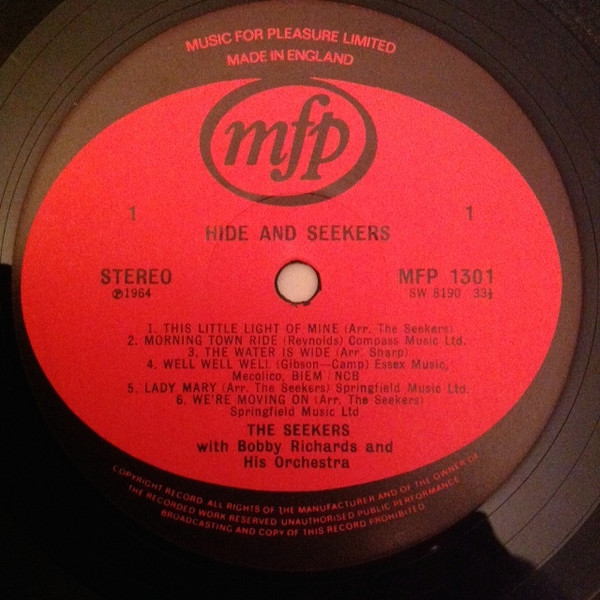 MUSIC FOR PLEASURE LIMITED
MADE IN ENGLAND
mfp
1 1
HIDE AND SEEKERS
STEREO MFP 1301
℗1964 SW 8190 33⅓
1. THIS LITTLE LIGHT OF MINE (Arr. The Seekers)
2. MORNING TOWN RIDE (Reynolds) Compass Music Ltd.
3. THE WATER IS WIDE (Arr. Sharp)
4. WELL WELL WELL (Gibson—Camp) Essex Music,
Mecolico, BIEM : NCB
5. LADY MARY (Arr. The Seekers) Springfield Music Ltd.
6. WE'RE MOVING ON (Arr. The Seekers)
Springfield Music Ltd
THE SEEKERS
with Bobby Richards and
His Orchestra
COPYRIGHT RECORD ALL RIGHTS OF THE MANUFACTURER AND OF THE OWNER OF
THE RECORDED WORK RESERVED UNAUTHORISED PUBLIC PERFORMANCE
BROADCASTING AND COPY OF THIS RECORD PROHIBITED